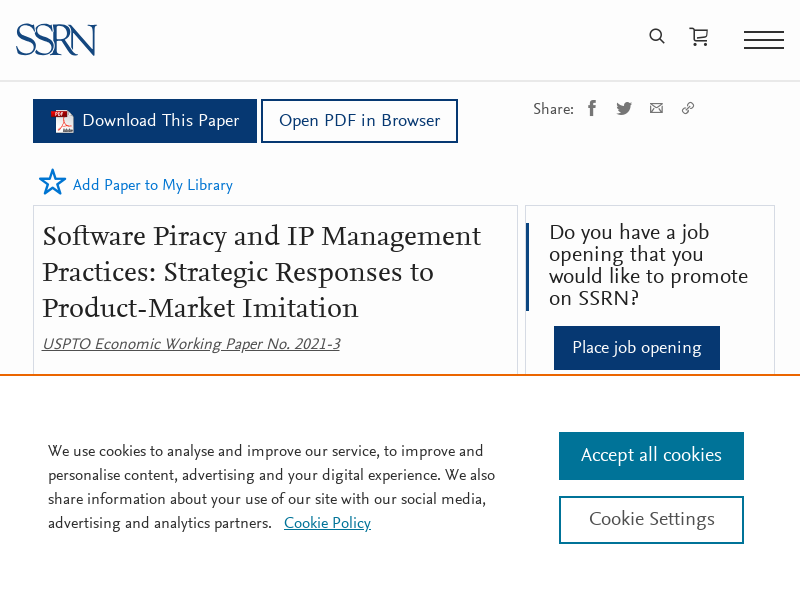 SSRN
Download This Paper
Open PDF in Browser
Share:
Add Paper to My Library
Software Piracy and IP Management
Practices: Strategic Responses to
Product-Market Imitation
USPTO Economic Working Paper No. 2021-3
Do you have a job
opening that you
would like to promote
on SSRN?
Place job opening
We use cookies to analyse and improve our service, to improve and
personalise content, advertising and your digital experience. We also
share information about your use of our site with our social media,
advertising and analytics partners. Cookie Policy
Accept all cookies
Cookie Settings